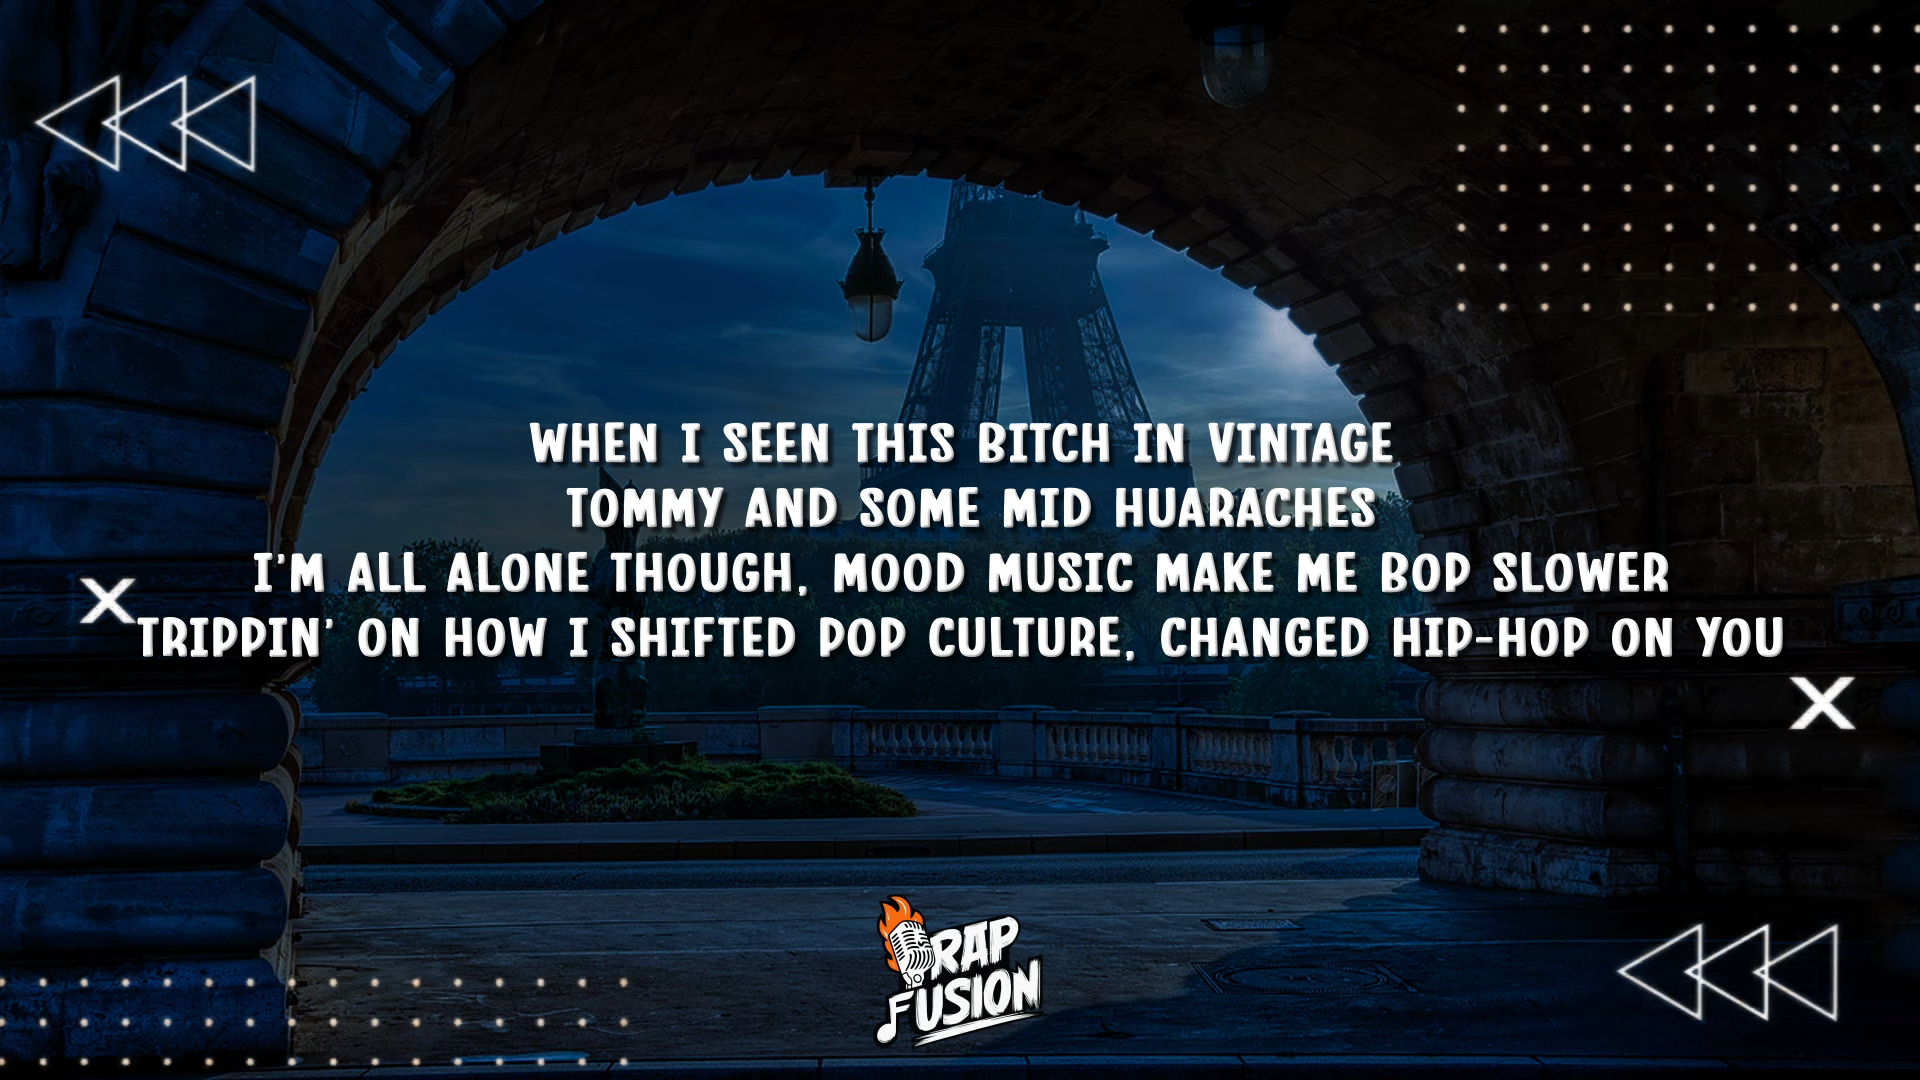 WHEN I SEEN THIS BITCH IN VINTAGE
TOMMY AND SOME MID HUARACHES
I'M ALL ALONE THOUGH, MOOD MUSIC MAKE ME BOP SLOWER
TRIPPIN' ON HOW I SHIFTED POP CULTURE, CHANGED HIP-HOP ON YOU
RAP
FUSION